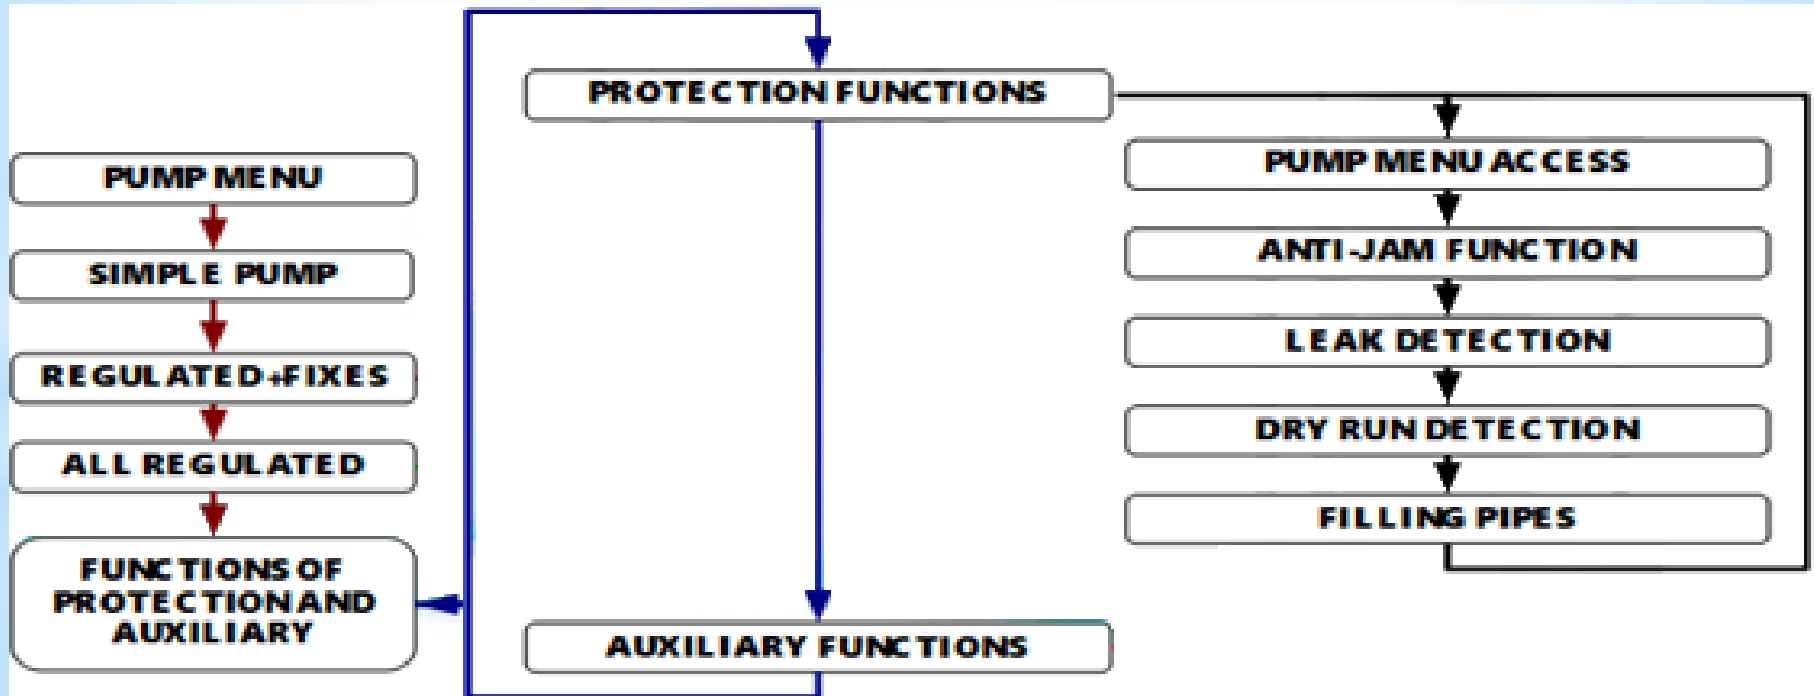 PUMP MENU
SIMPLE PUMP
REGULATED+FIXES
ALL REGULATED
FUNCTIONS OF
PROTECTION AND
AUXILIARY
PROTECTION FUNCTIONS
AUXILIARY FUNCTIONS
PUMP MENU ACCESS
ANTI-JAM FUNCTION
LEAK DETECTION
DRY RUN DETECTION
FILLING PIPES